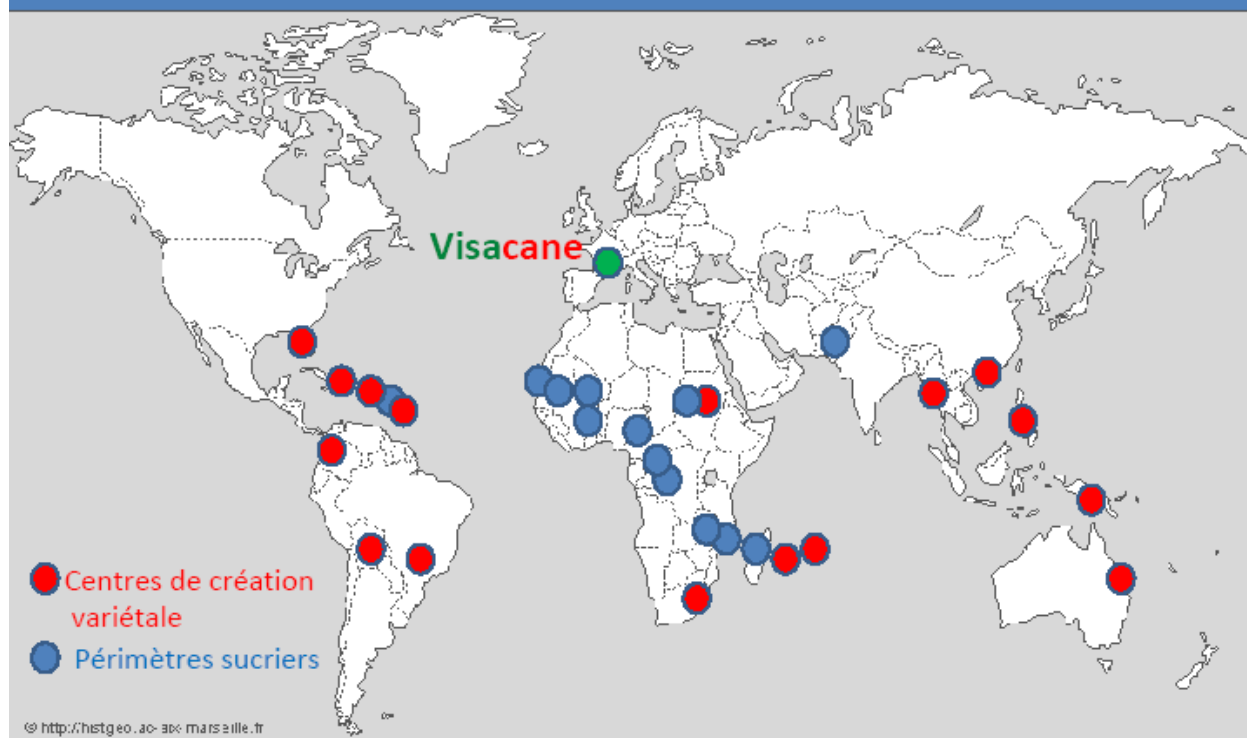 Visacane
Centres de création
variétale
Périmètres sucriers
© http://histgeo.ac-aix-marseille.fr